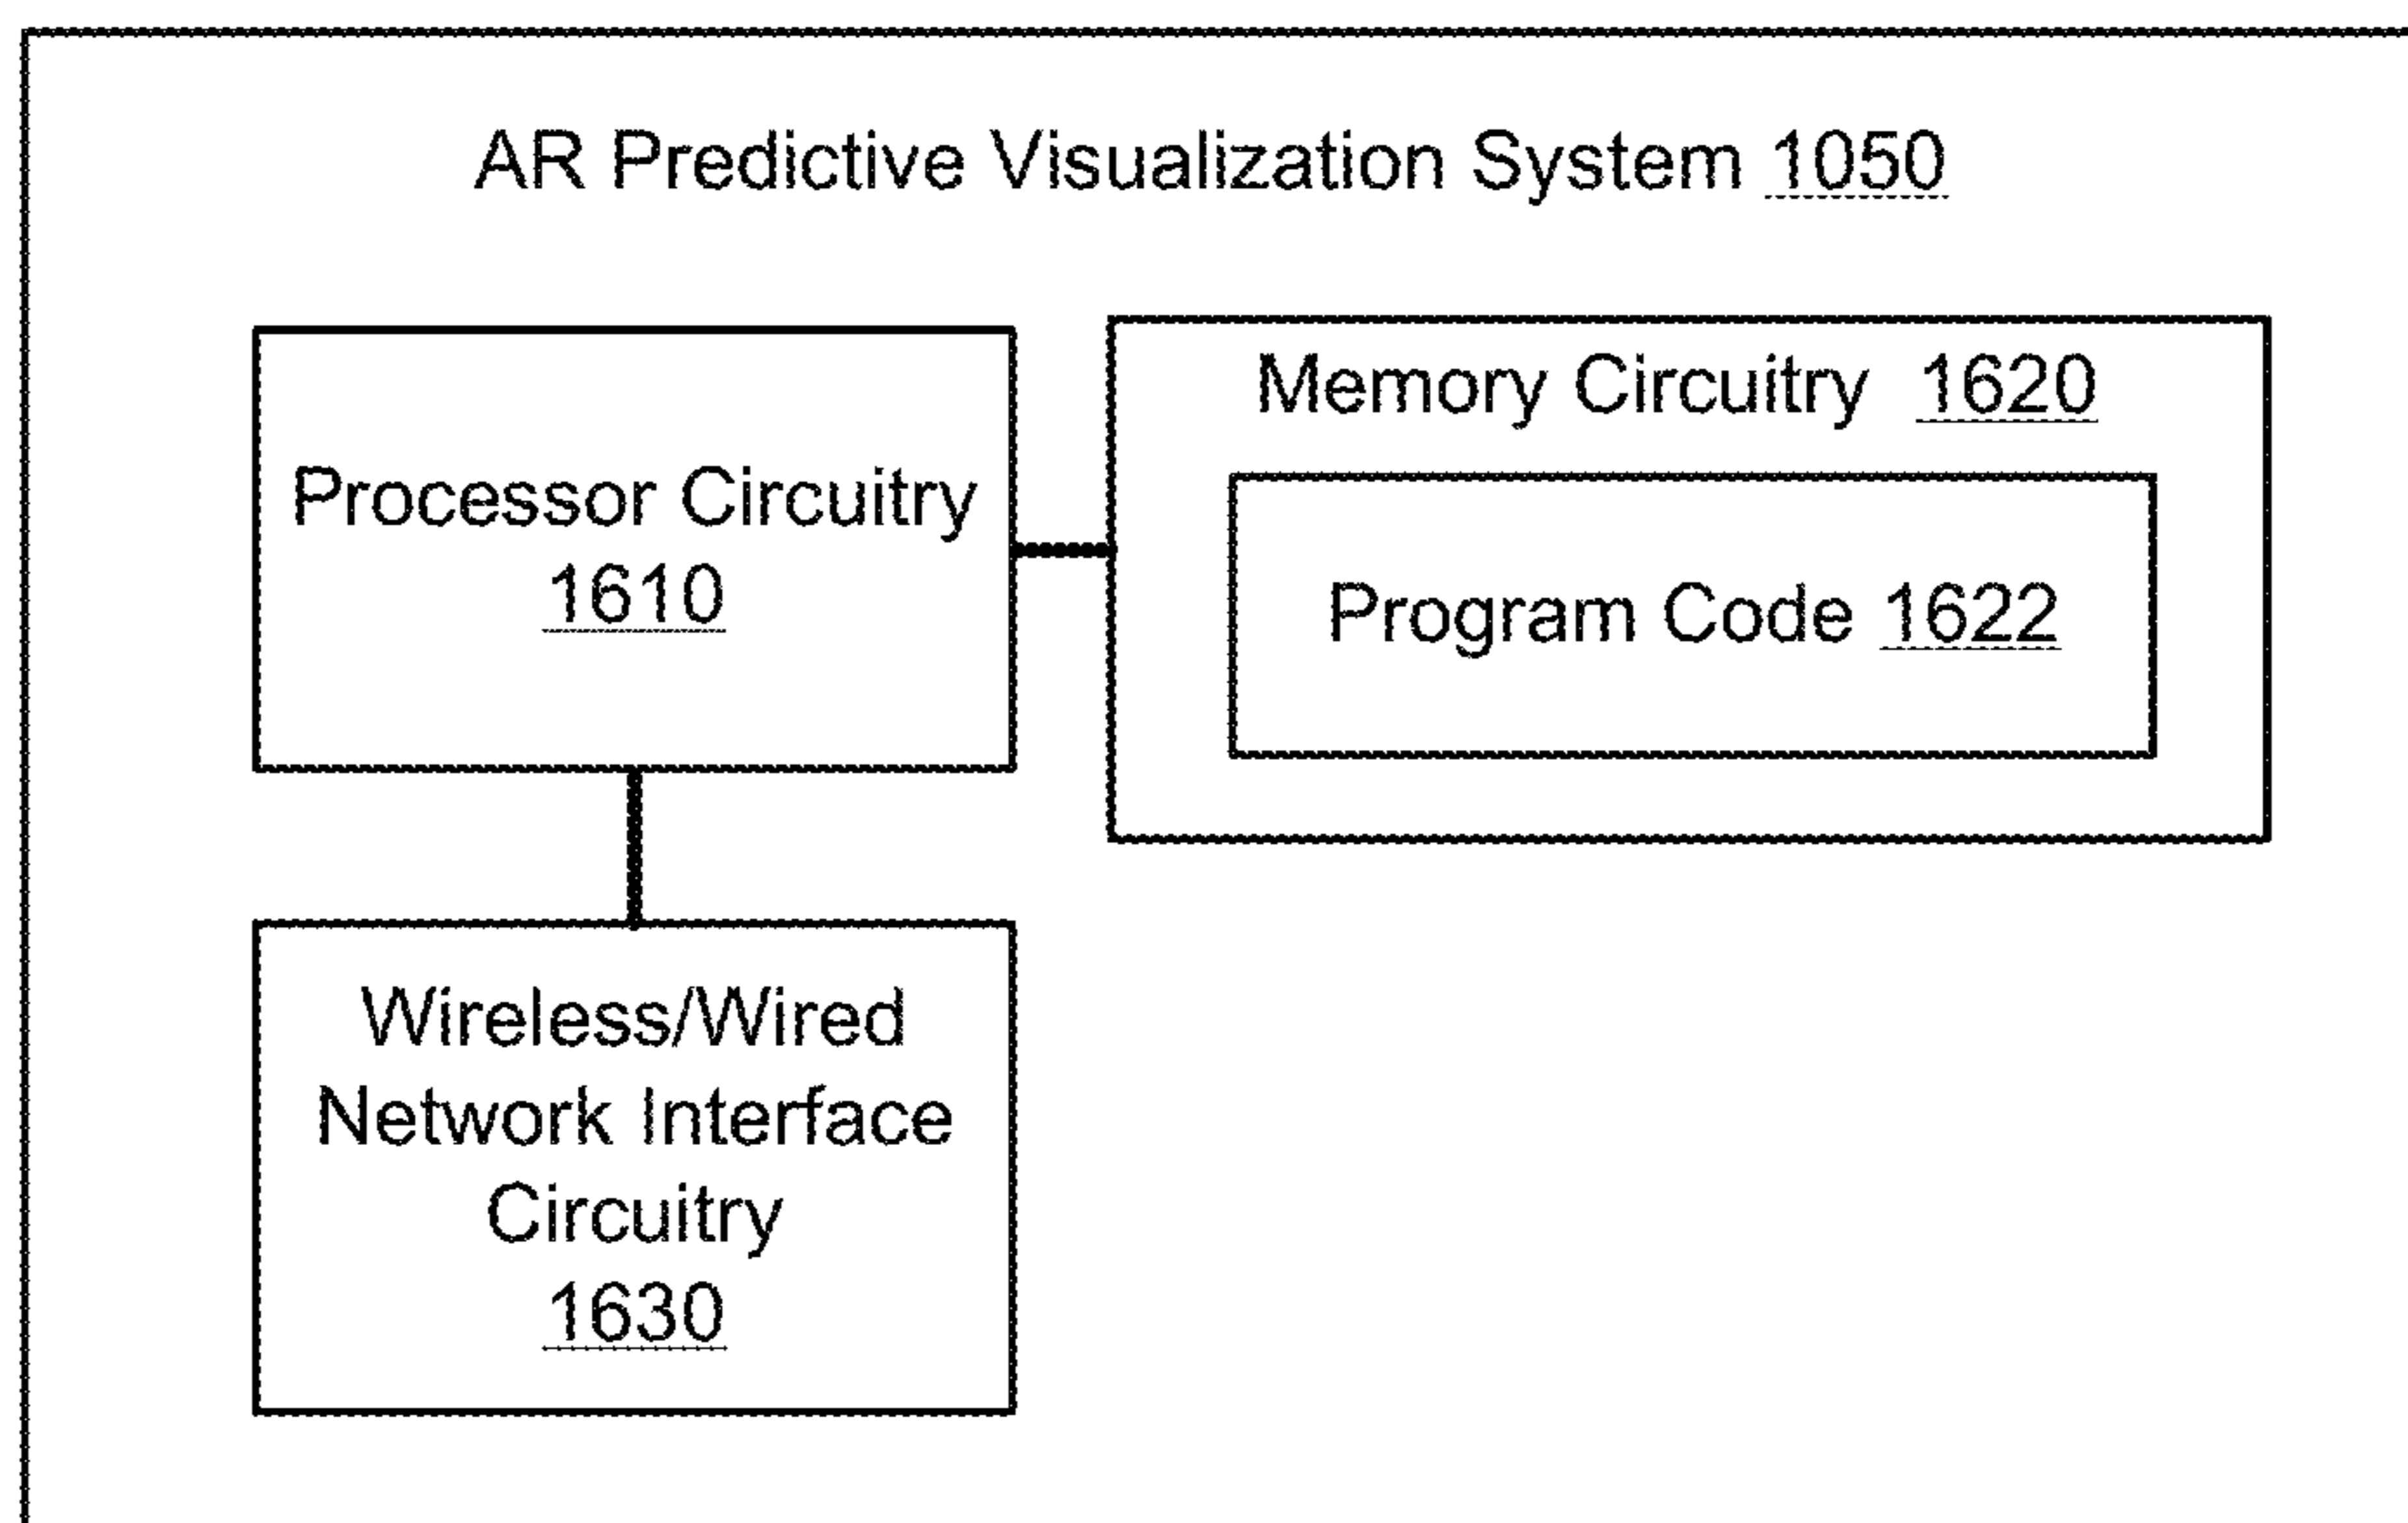 AR Predictive Visualization System 1050
Processor Circuitry
1610
Memory Circuitry 1620
Program Code 1622
Wireless/Wired
Network Interface
Circuitry
1630